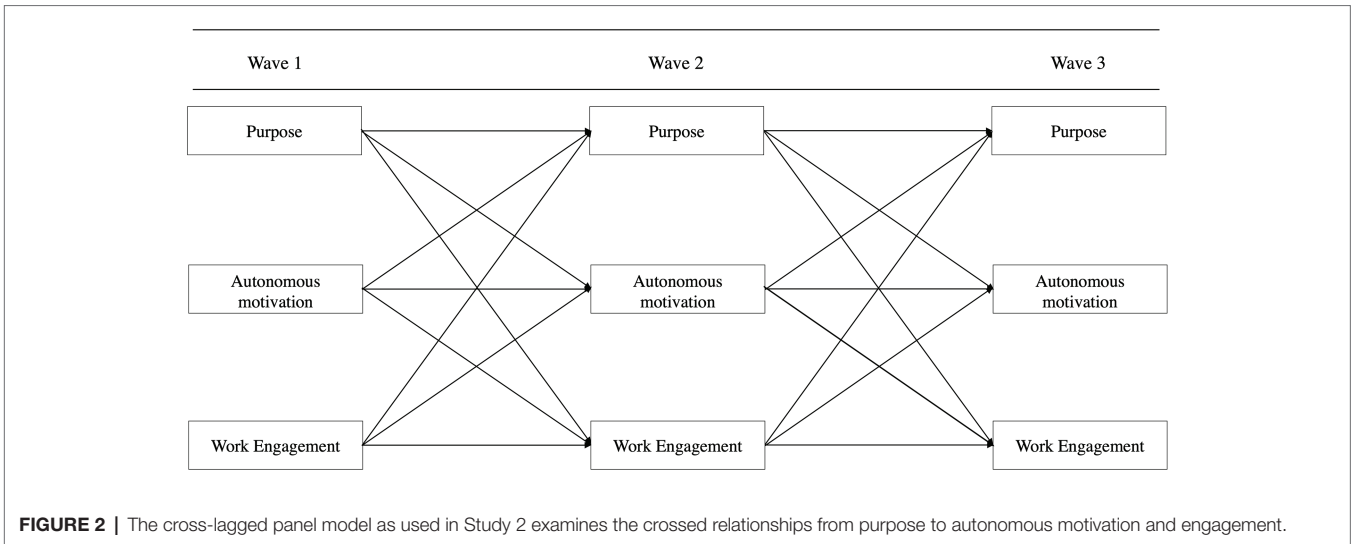 Wave 1 Wave 2 Wave 3
Purpose Purpose Purpose
Autonomous Autonomous Autonomous
motivation motivation motivation
Work Engagement Work Engagement Work Engagement
FIGURE 2 | The cross-lagged panel model as used in Study 2 examines the crossed relationships from purpose to autonomous motivation and engagement.